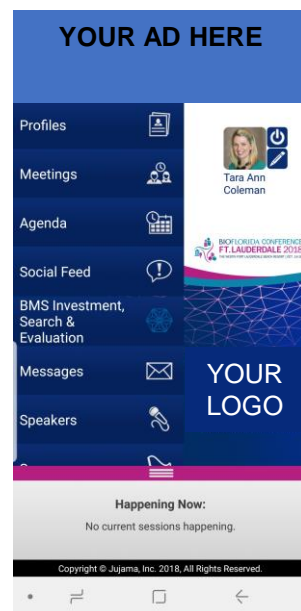 YOUR AD HERE
Profiles
Meetings
Agenda
Social Feed
BMS Investment,
Search &
Evaluation
Messages
Speakers
Tara Ann
Coleman
BIOFLORIDA CONFERENCE
FT. LAUDERDALE 2018
YOUR
LOGO
Happening Now:
No current sessions happening.
Copyright © Jujama, Inc. 2018, All Rights Reserved.